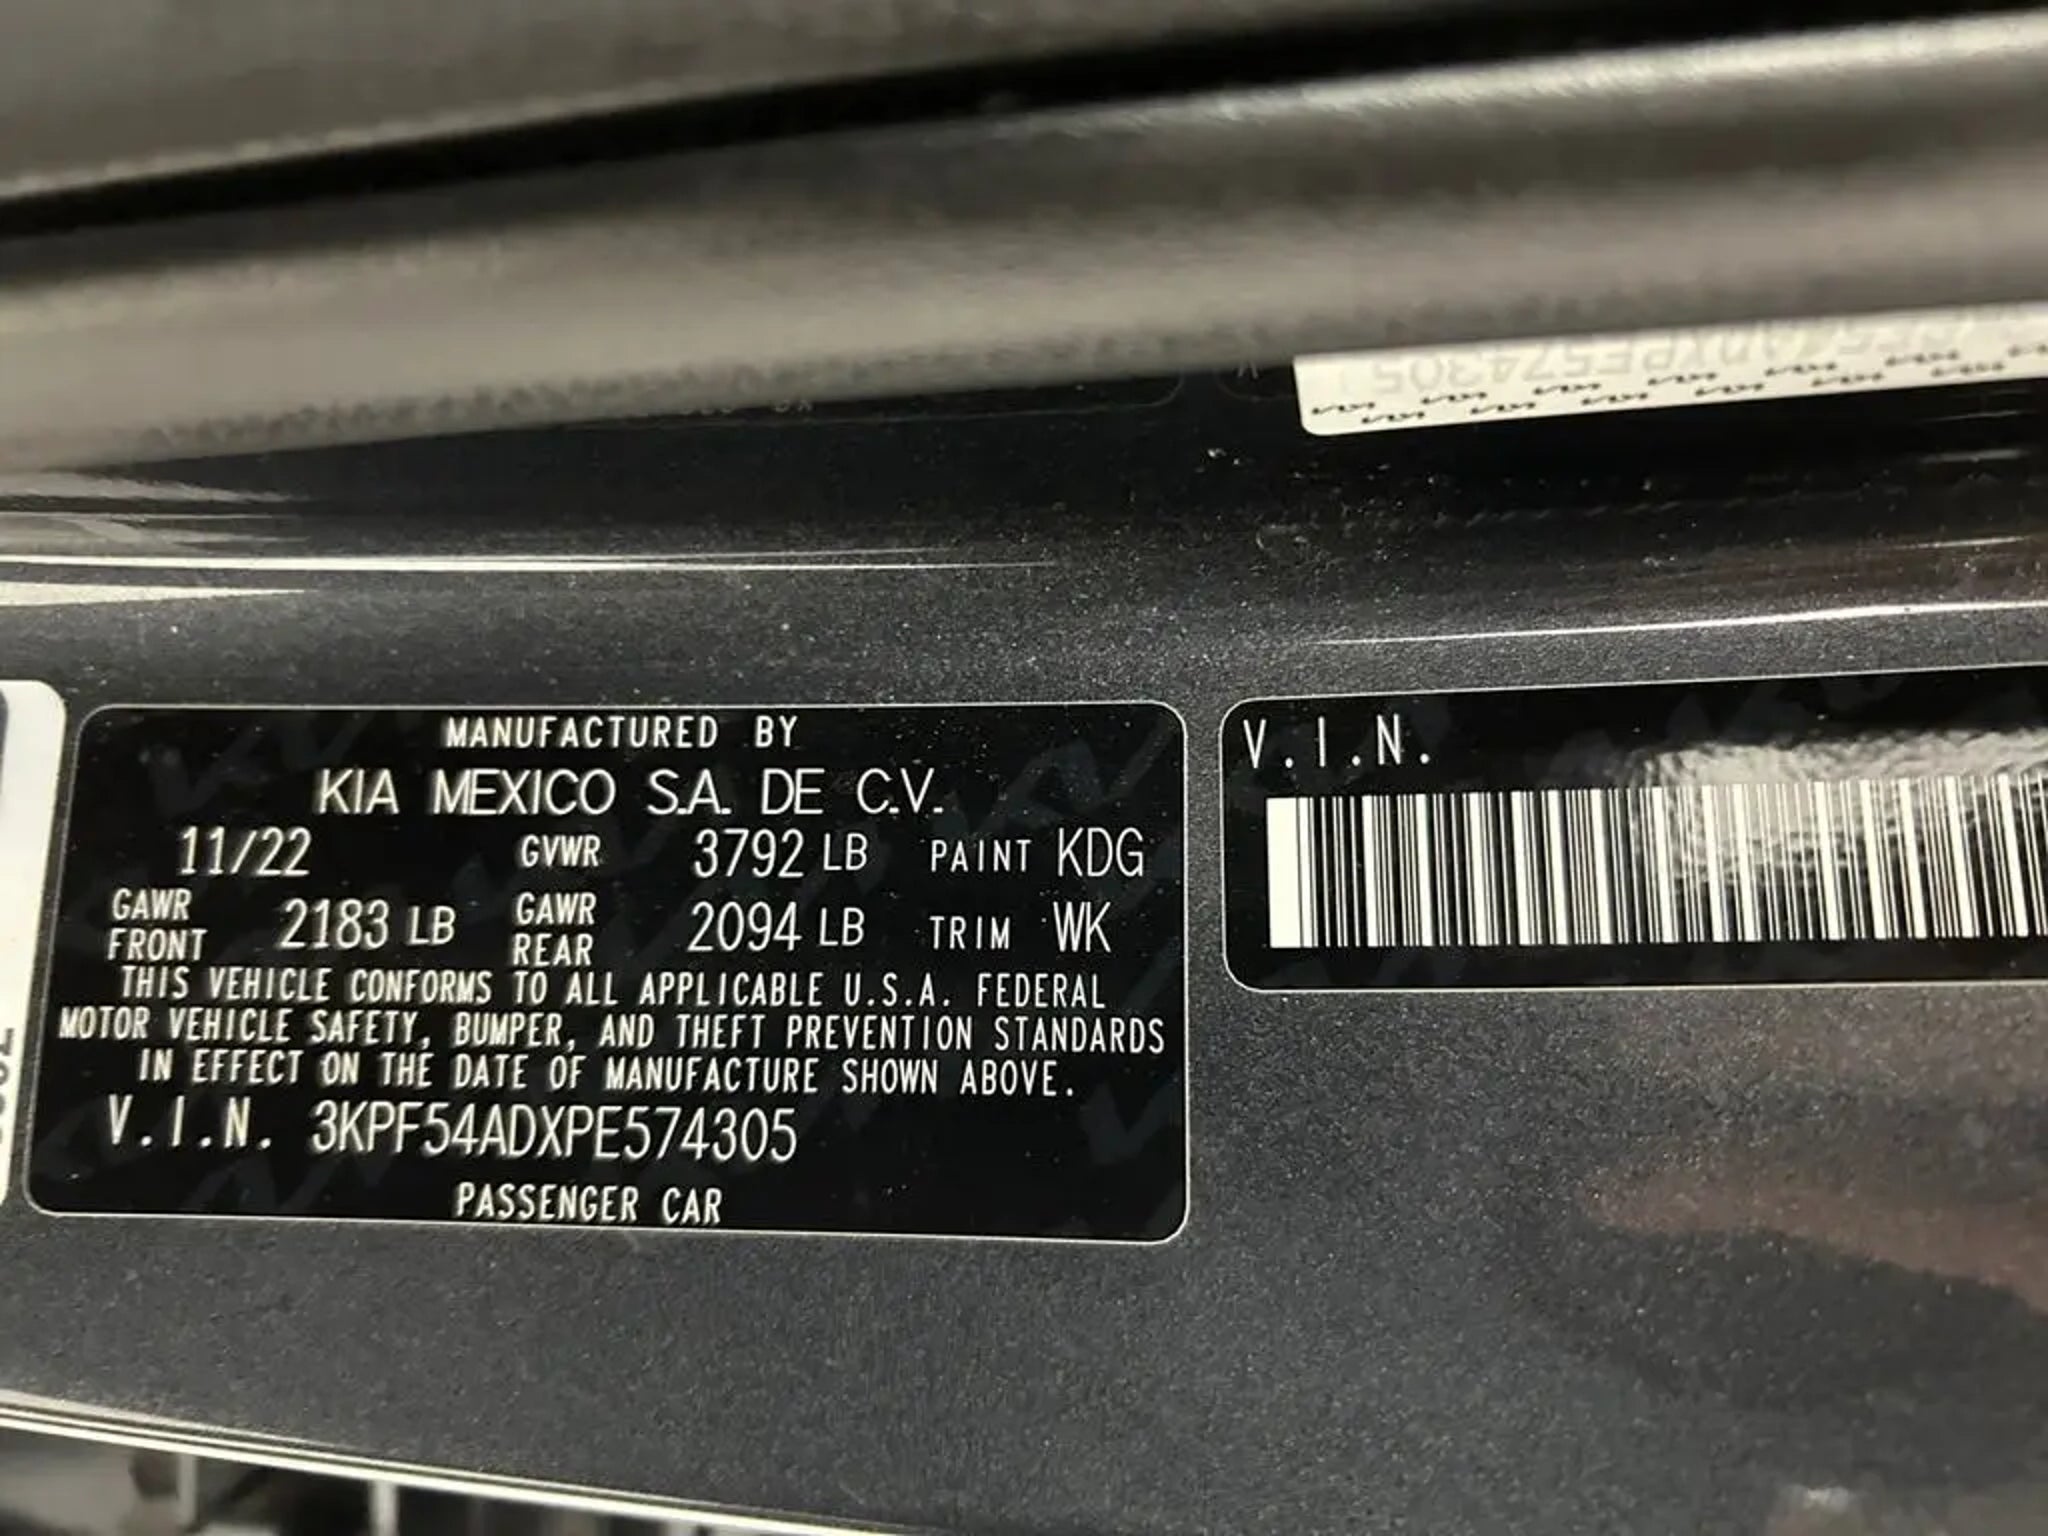 MANUFACTURED BY
KIA MEXICO S.A. DE C.V.
11/22 GVWR 3792 LB PAINT KDG
GAWR FRONT 2183 LB GAWR REAR 2094 LB TRIM WK
THIS VEHICLE CONFORMS TO ALL APPLICABLE U.S.A. FEDERAL
MOTOR VEHICLE SAFETY, BUMPER, AND THEFT PREVENTION STANDARDS
IN EFFECT ON THE DATE OF MANUFACTURE SHOWN ABOVE.
V.I.N. 3KPF54ADXPE574305
PASSENGER CAR
V.I.N.